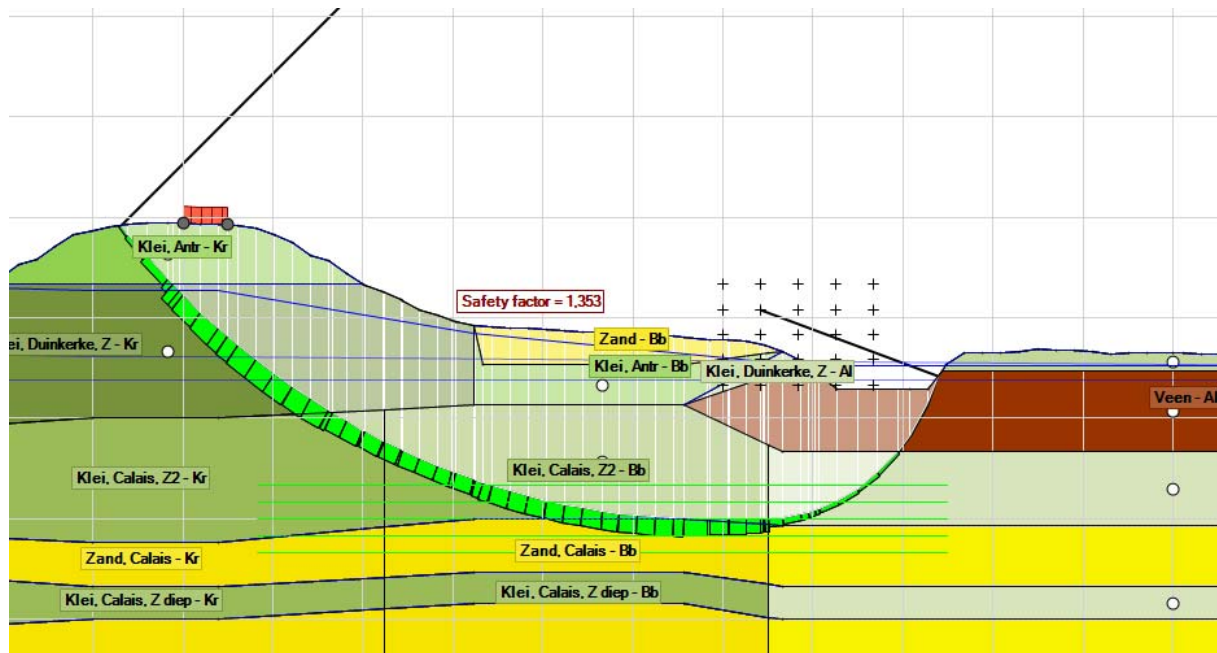 Klei, Antr - Kr
Safety factor = 1,353
Zand - Bb
ei, Duinkerke, Z - Kr
Klei, Antr - Bb
Klei, Duinkerke, Z - Al
Veen - Al
Klei, Calais, Z2 - Kr
Klei, Calais, Z2 - Bb
Zand, Calais - Kr
Zand, Calais - Bb
Klei, Calais, Z diep - Kr
Klei, Calais, Z diep - Bb